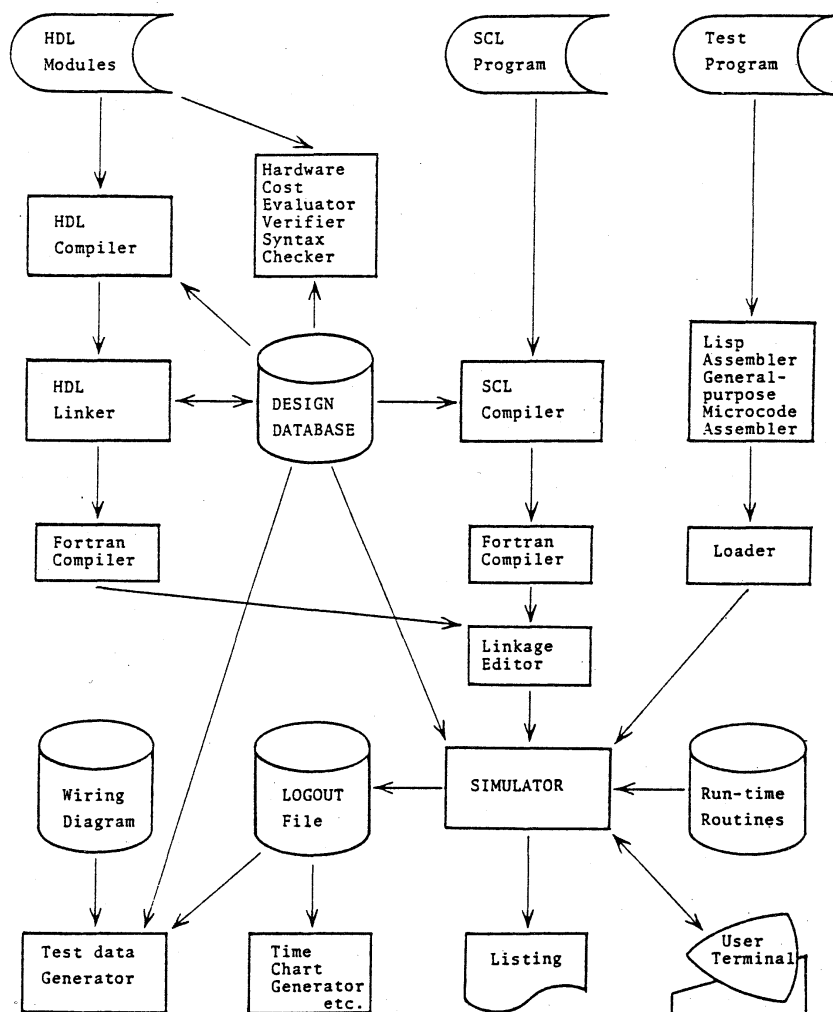 HDL
Modules
SCL
Program
Test
Program
Hardware
Cost
Evaluator
Verifier
Syntax
Checker
HDL
Compiler
HDL
Linker
DESIGN
DATABASE
SCL
Compiler
Lisp
Assembler
General-
purpose
Microcode
Assembler
Fortran
Compiler
Fortran
Compiler
Loader
Linkage
Editor
Wiring
Diagram
LOGOUT
File
SIMULATOR
Run-time
Routines
Test data
Generator
Time
Chart
Generator
etc.
Listing
User
Terminal